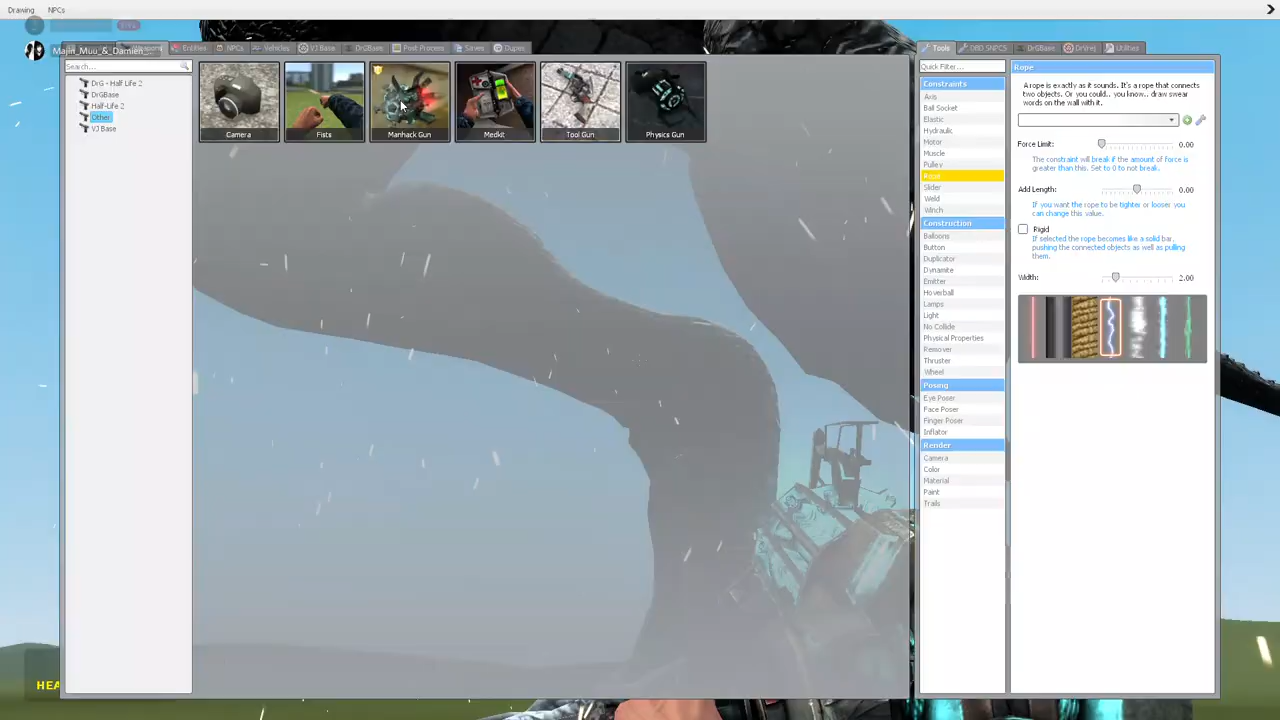 Drawing NPCs
Majin_Muu_&_Damien_...
Weapons Entities NPCs Vehicles VJ Base DrGBase Post Process Saves Dupes
Search...
DrG - Half Life 2
DrGBase
Half-Life 2
Other
VJ Base
Camera
Fists
Manhack Gun
Medkit
Tool Gun
Physics Gun
HEA
Tools DrGBase Utilities
Quick Filter...
Constraints
Axis
Ball Socket
Elastic
Hydraulic
Motor
Muscle
Pulley
Rope
Slider
Weld
Winch
Construction
Balloons
Button
Duplicator
Dynamite
Emitter
Hoverball
Lamps
Light
No Collide
Physical Properties
Remover
Thruster
Wheel
Posing
Eye Poser
Face Poser
Finger Poser
Inflator
Render
Camera
Color
Material
Paint
Trails
Rope
A rope is exactly as it sounds. It's a rope that connects
two objects. Or you could.. you know.. draw swear
words on the wall with it.
Force Limit: 0.00
The constraint will break if the amount of force is
greater than this. Set to 0 to not break.
Add Length: 0.00
If you want the rope to be tighter or looser you
can change this value.
Rigid
If selected the rope becomes like a solid bar,
pushing the connected objects as well as pulling
them.
Width: 2.00